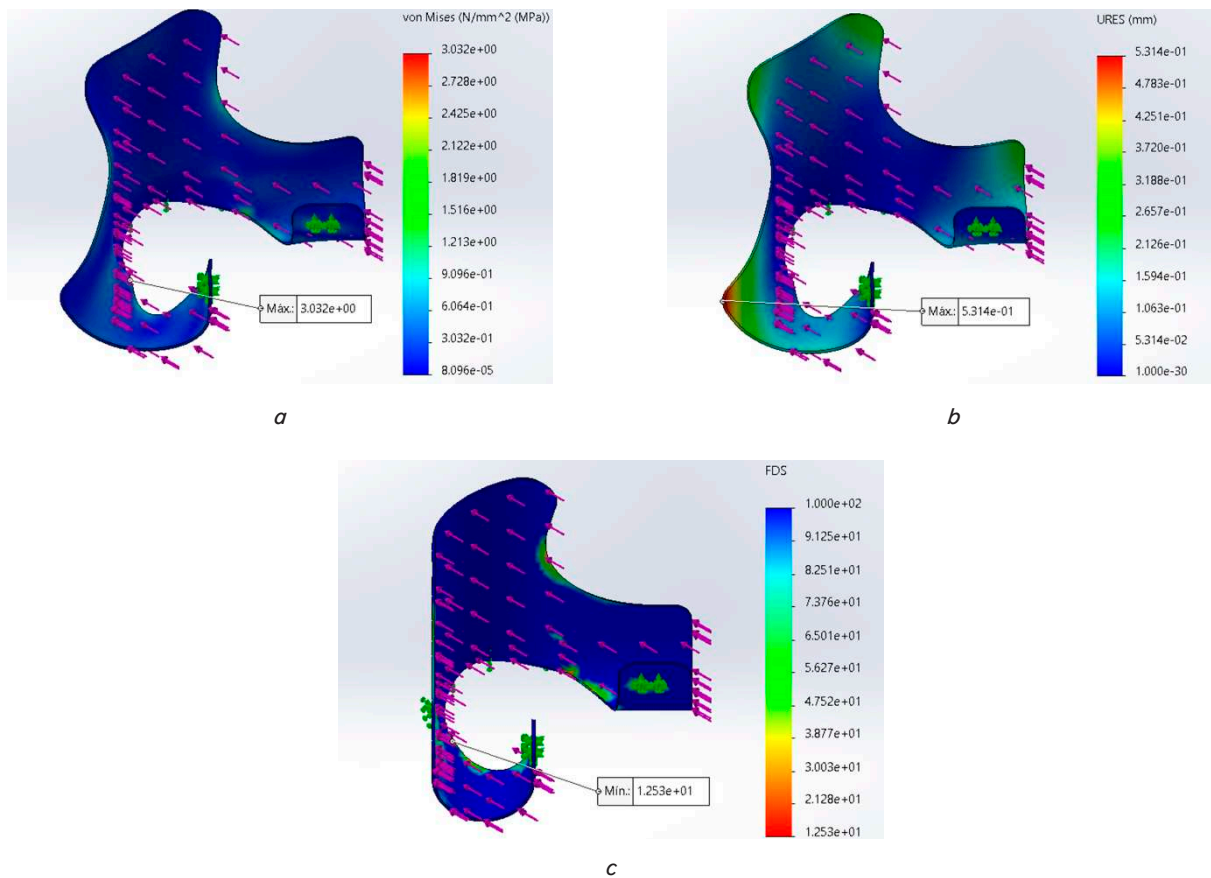 von Mises (N/mm^2 (MPa))
3.032e+00
2.728e+00
2.425e+00
2.122e+00
1.819e+00
1.516e+00
1.213e+00
9.096e-01
6.064e-01
3.032e-01
8.096e-05
Máx.: 3.032e+00
a
URES (mm)
5.314e-01
4.783e-01
4.251e-01
3.720e-01
3.188e-01
2.657e-01
2.126e-01
1.594e-01
1.063e-01
5.314e-02
1.000e-30
Máx.: 5.314e-01
b
FDS
1.000e+02
9.125e+01
8.251e+01
7.376e+01
6.501e+01
5.627e+01
4.752e+01
3.877e+01
3.003e+01
2.128e+01
1.253e+01
Mín.: 1.253e+01
c